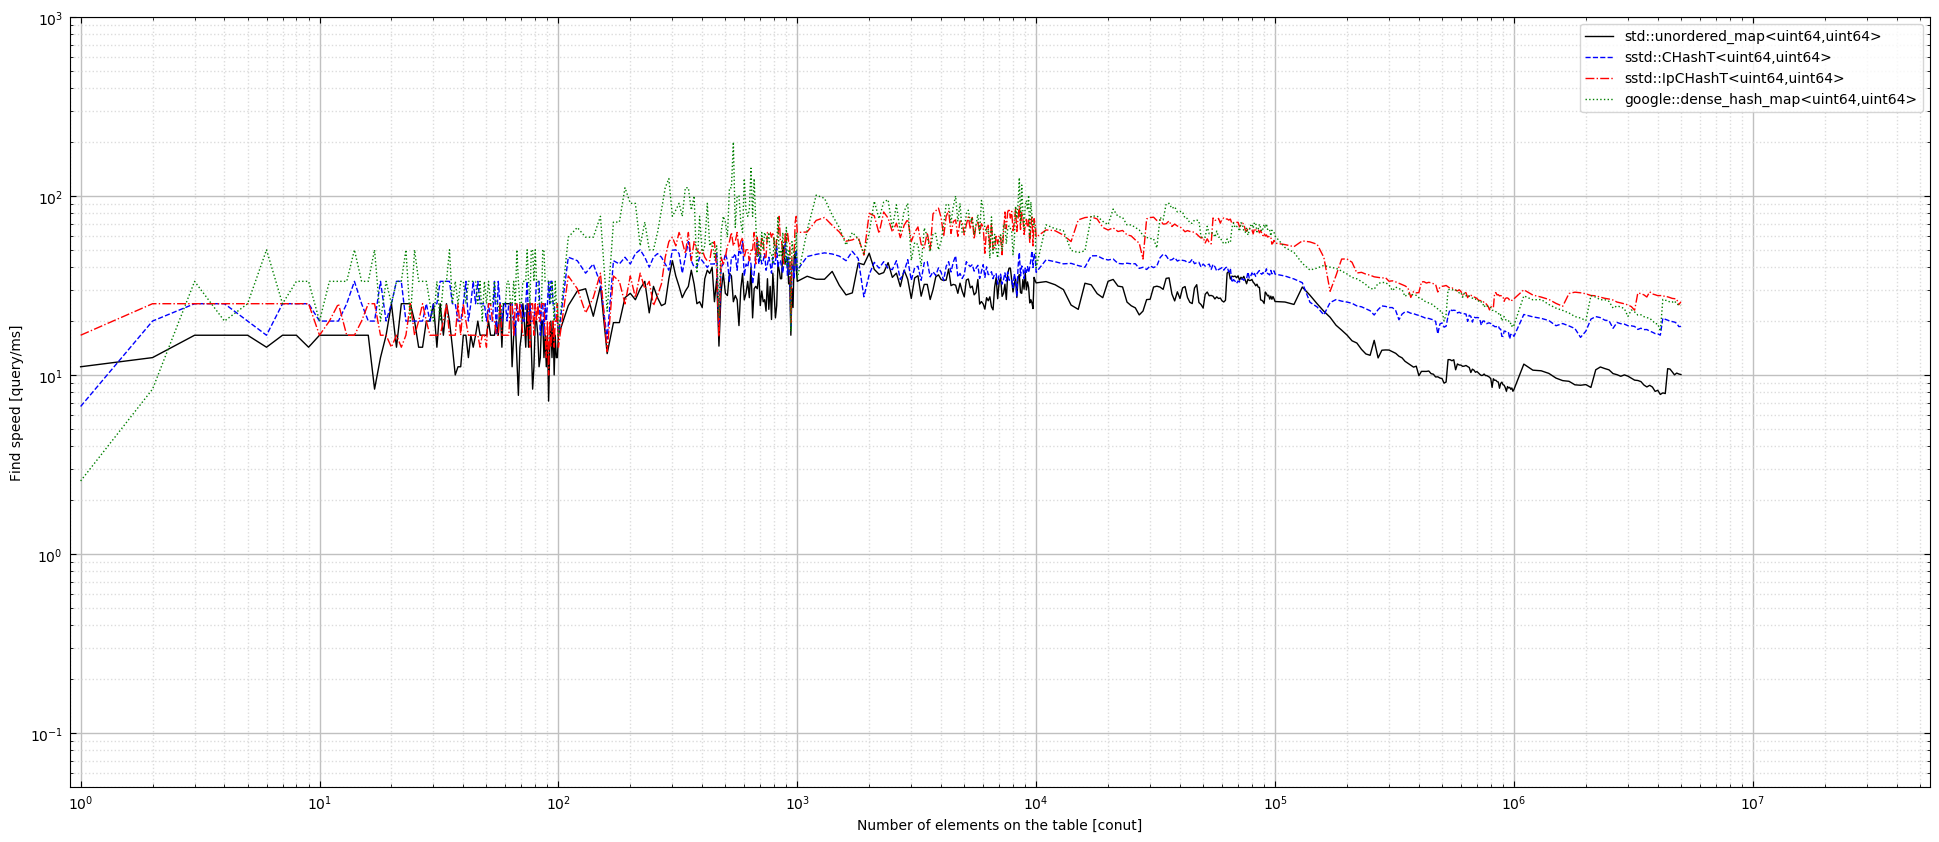 10³
std::unordered_map<uint64,uint64>
sstd::CHashT<uint64,uint64>
sstd::IpCHashT<uint64,uint64>
google::dense_hash_map<uint64,uint64>
10²
10¹
10⁰
10⁻¹
Find speed [query/ms]
10⁰ 10¹ 10² 10³ 10⁴ 10⁵ 10⁶ 10⁷
Number of elements on the table [conut]